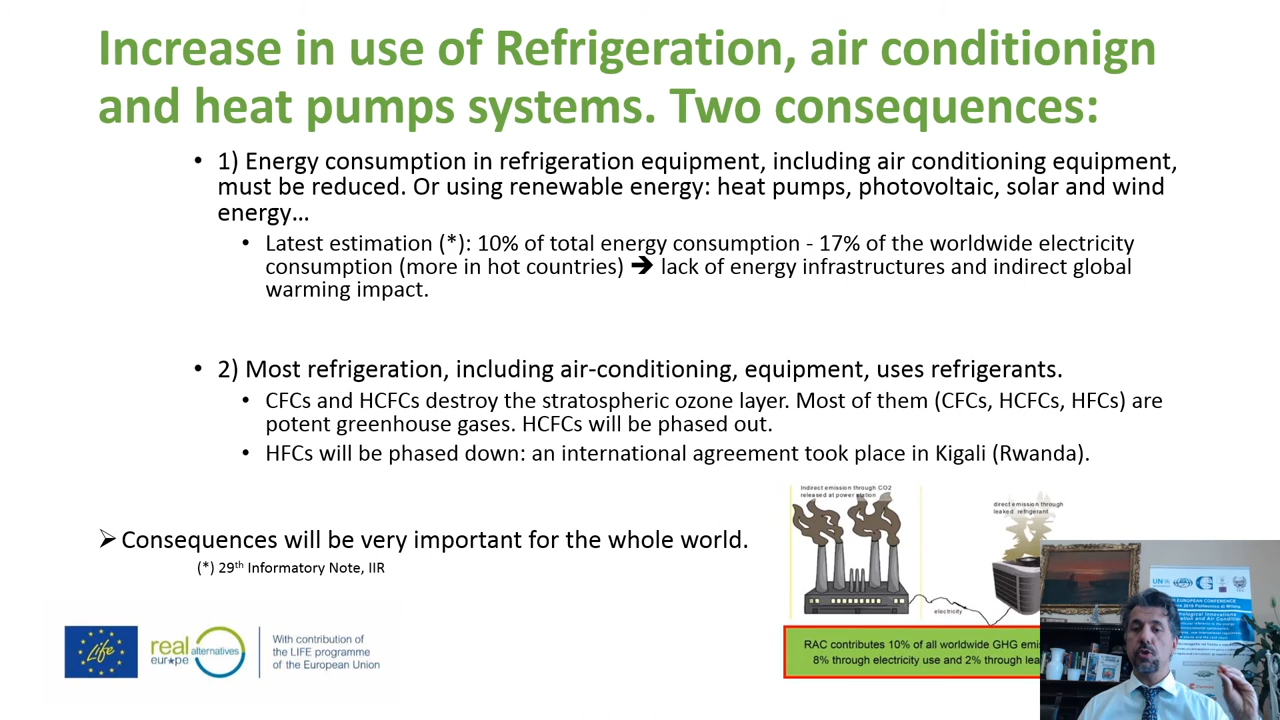 Increase in use of Refrigeration, air conditionign
and heat pumps systems. Two consequences:
• 1) Energy consumption in refrigeration equipment, including air conditioning equipment,
must be reduced. Or using renewable energy: heat pumps, photovoltaic, solar and wind
energy…
• Latest estimation (*): 10% of total energy consumption - 17% of the worldwide electricity
consumption (more in hot countries) ➔ lack of energy infrastructures and indirect global
warming impact.
• 2) Most refrigeration, including air-conditioning, equipment, uses refrigerants.
• CFCs and HCFCs destroy the stratospheric ozone layer. Most of them (CFCs, HCFCs, HFCs) are
potent greenhouse gases. HCFCs will be phased out.
• HFCs will be phased down: an international agreement took place in Kigali (Rwanda).
➢ Consequences will be very important for the whole world.
(*) 29th Informatory Note, IIR
Indirect emission through CO2
released at power station
direct emission through
leaked refrigerant
electricity
RAC contributes 10% of all worldwide GHG
8% through electricity use and 2% through
Life
real
alternatives
europe
With contribution of
the LIFE programme
of the European Union
UN
EUROPEAN CONFERENCE
Politecnico di Milano